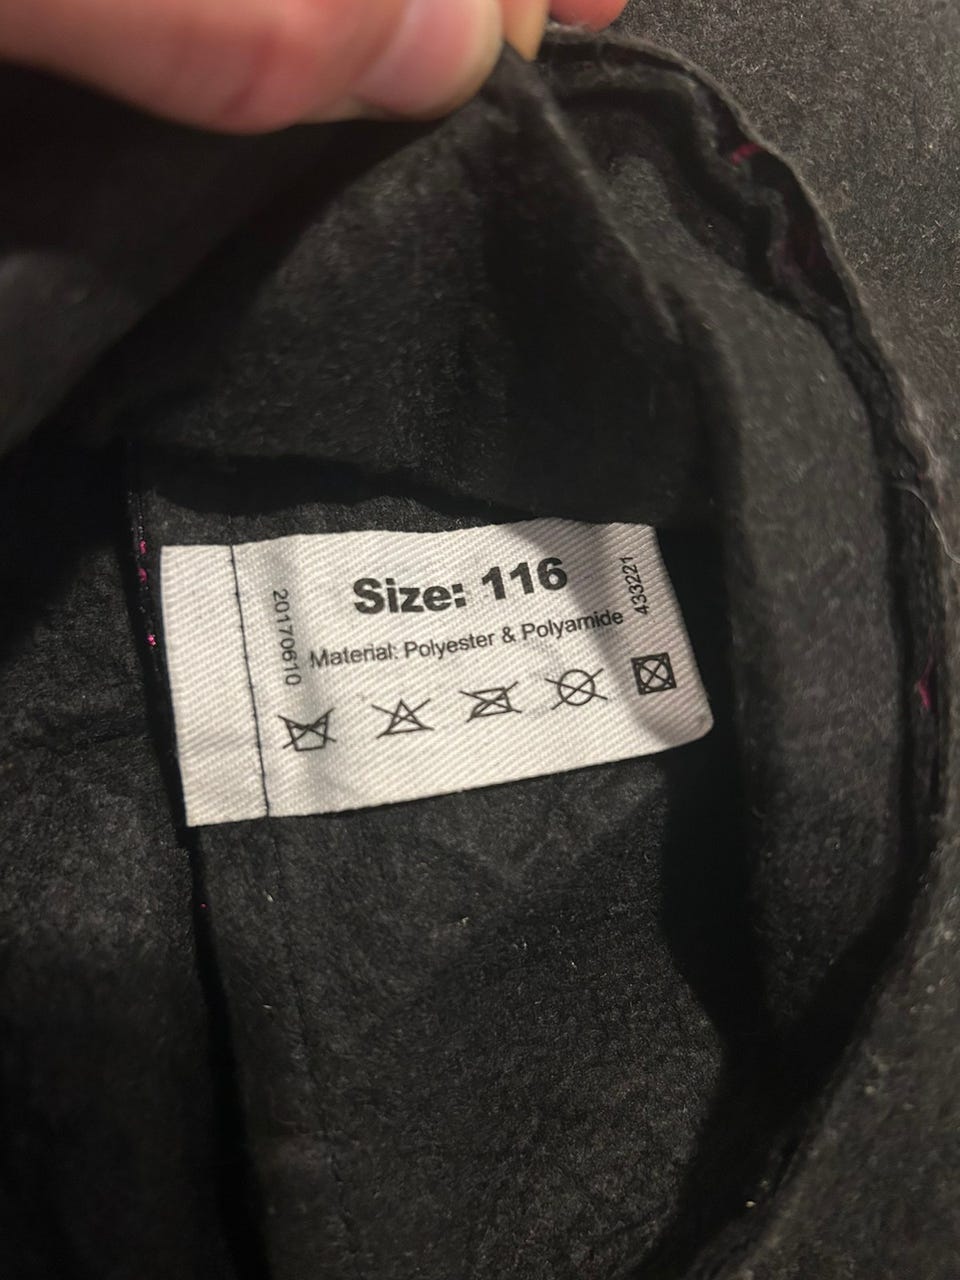 Size: 116
Material: Polyester & Polyamide
20170610
433221